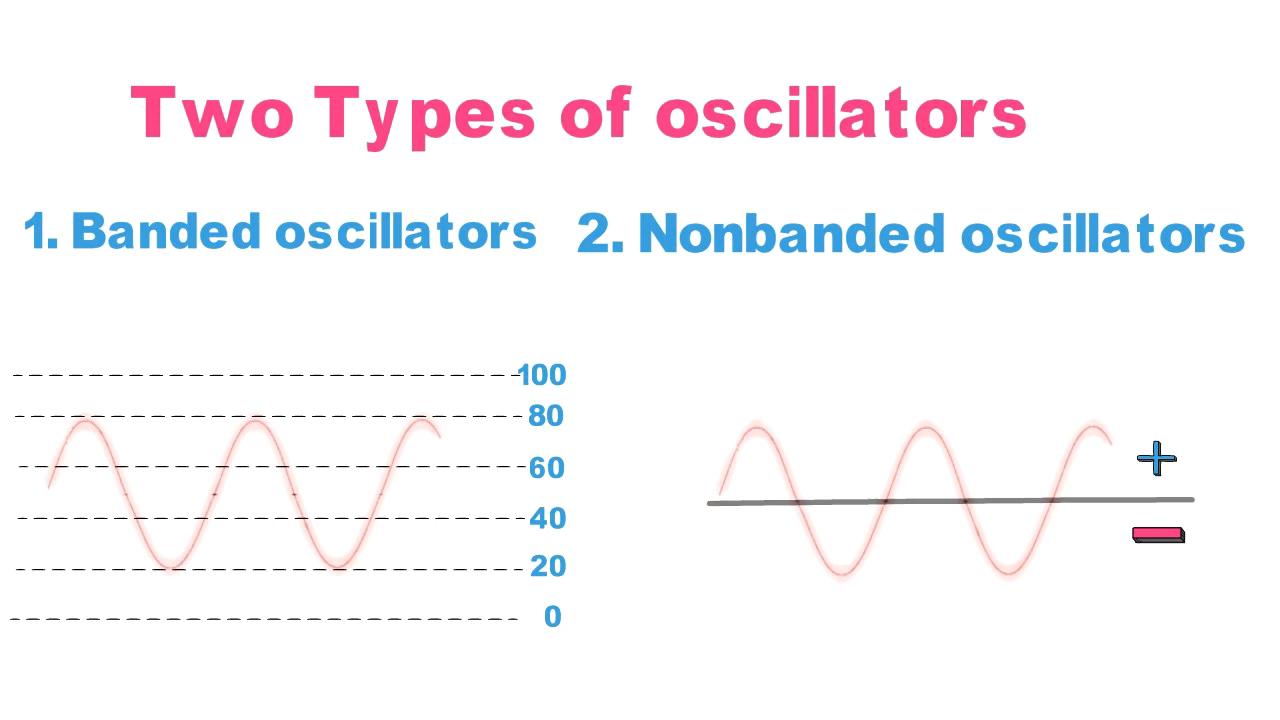 Two Types of oscillators
1. Banded oscillators
2. Nonbanded oscillators
100
80
60
40
20
0
+
-